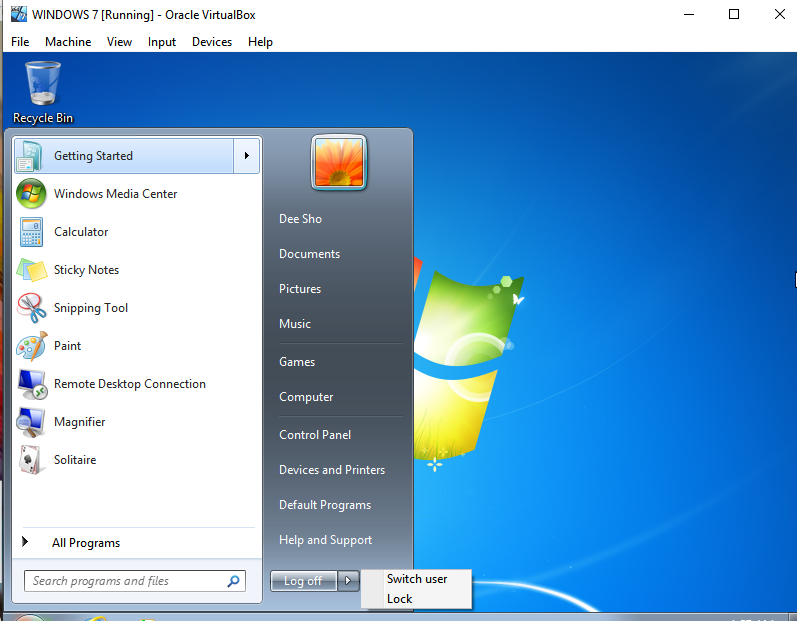 WINDOWS 7 [Running] - Oracle VirtualBox
File Machine View Input Devices Help
Recycle Bin
Getting Started
Windows Media Center
Calculator
Sticky Notes
Snipping Tool
Paint
Remote Desktop Connection
Magnifier
Solitaire
All Programs
Search programs and files
Dee Sho
Documents
Pictures
Music
Games
Computer
Control Panel
Devices and Printers
Default Programs
Help and Support
Log off
Switch user
Lock